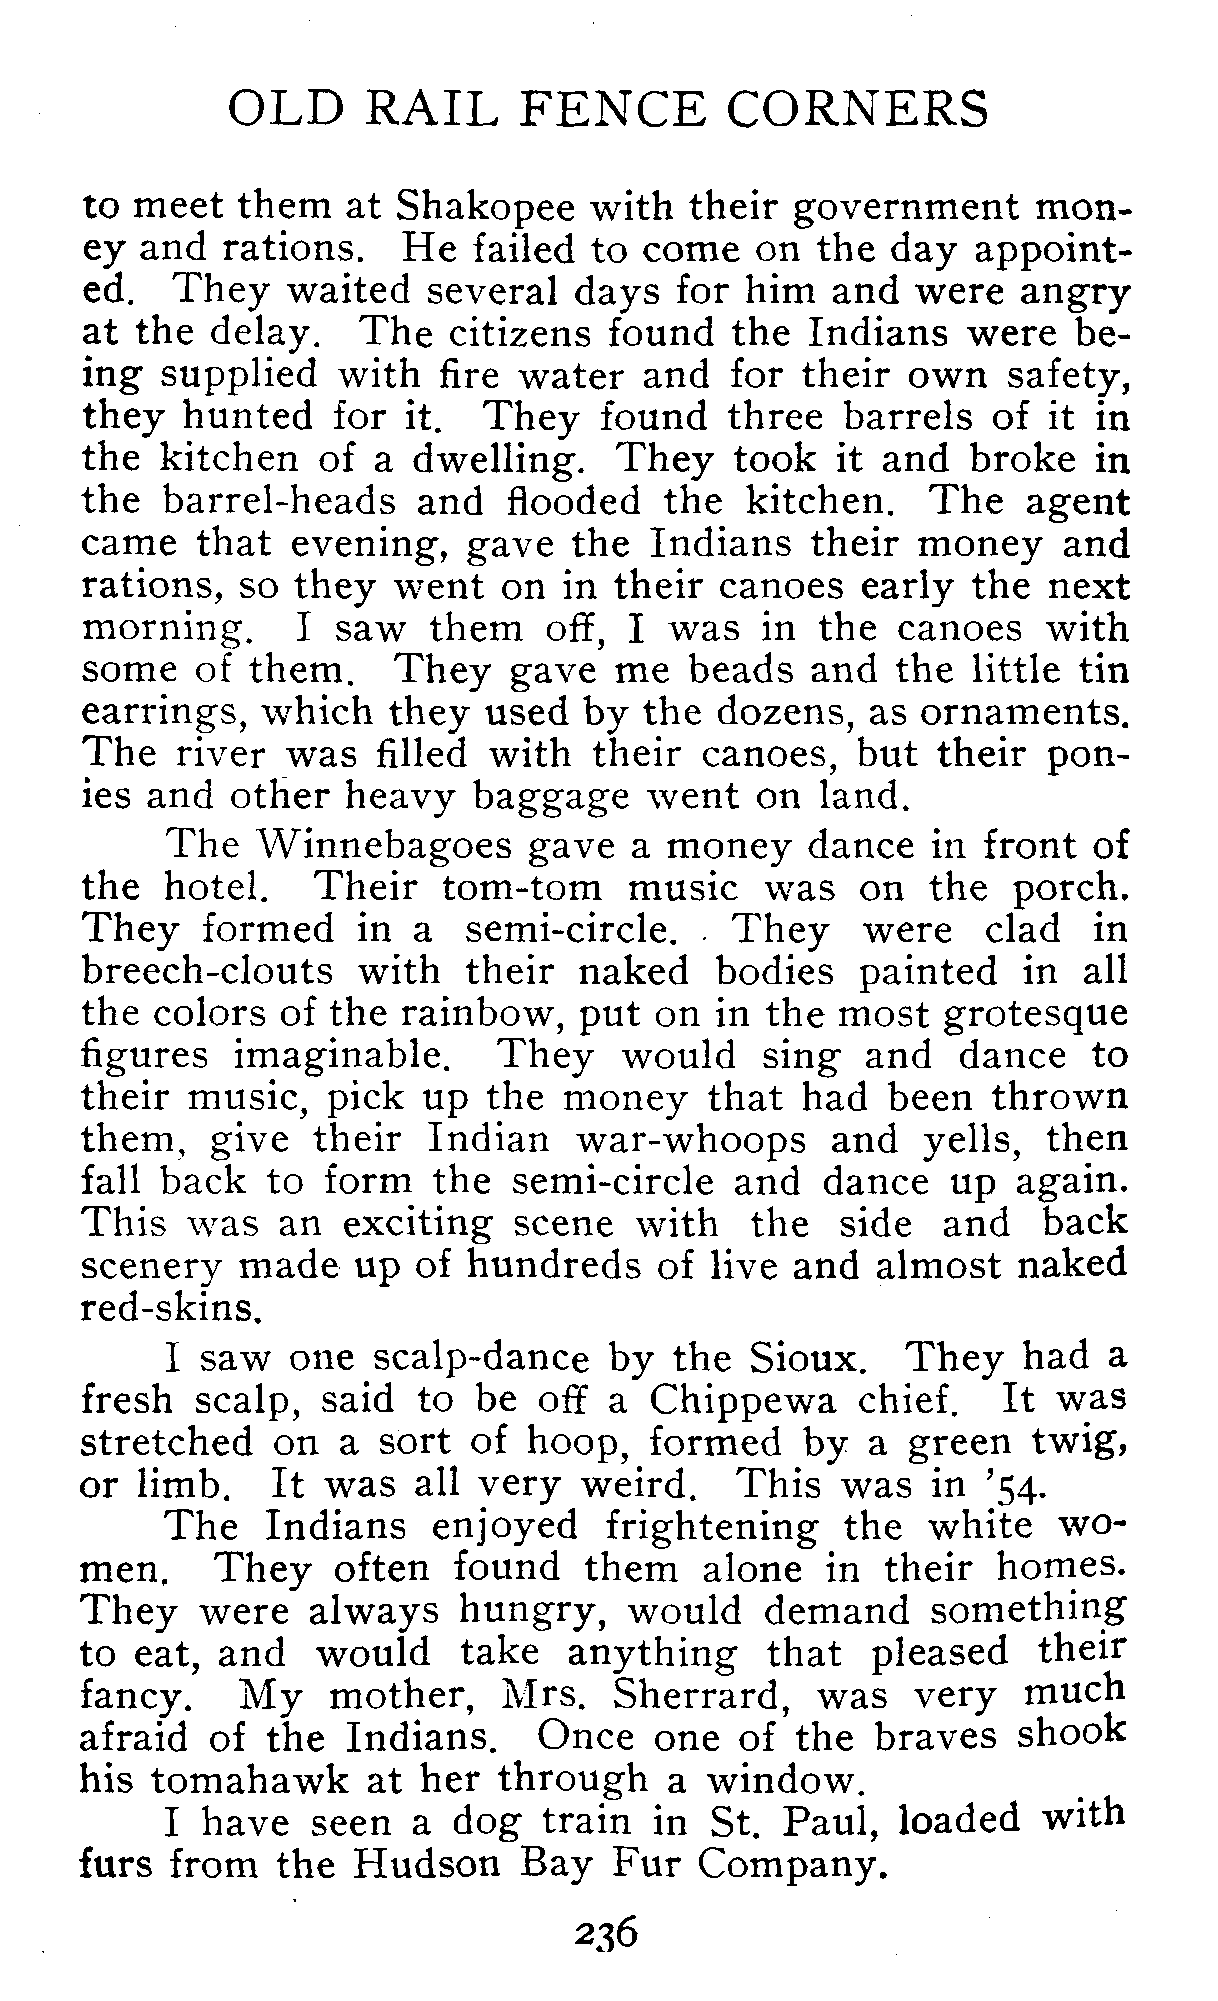 OLD RAIL FENCE CORNERS
to meet them at Shakopee with their government mon-
ey and rations. He failed to come on the day appoint-
ed. They waited several days for him and were angry
at the delay. The citizens found the Indians were be-
ing supplied with fire water and for their own safety,
they hunted for it. They found three barrels of it in
the kitchen of a dwelling. They took it and broke in
the barrel-heads and flooded the kitchen. The agent
came that evening, gave the Indians their money and
rations, so they went on in their canoes early the next
morning. I saw them off, I was in the canoes with
some of them. They gave me beads and the little tin
earrings, which they used by the dozens, as ornaments.
The river was filled with their canoes, but their pon-
ies and other heavy baggage went on land.
The Winnebagoes gave a money dance in front of
the hotel. Their tom-tom music was on the porch.
They formed in a semi-circle. They were clad in
breech-clouts with their naked bodies painted in all
the colors of the rainbow, put on in the most grotesque
figures imaginable. They would sing and dance to
their music, pick up the money that had been thrown
them, give their Indian war-whoops and yells, then
fall back to form the semi-circle and dance up again.
This was an exciting scene with the side and back
scenery made up of hundreds of live and almost naked
red-skins.
I saw one scalp-dance by the Sioux. They had a
fresh scalp, said to be off a Chippewa chief. It was
stretched on a sort of hoop, formed by a green twig,
or limb. It was all very weird. This was in '54.
The Indians enjoyed frightening the white wo-
men. They often found them alone in their homes.
They were always hungry, would demand something
to eat, and would take anything that pleased their
fancy. My mother, Mrs. Sherrard, was very much
afraid of the Indians. Once one of the braves shook
his tomahawk at her through a window.
I have seen a dog train in St. Paul, loaded with
furs from the Hudson Bay Fur Company.
236